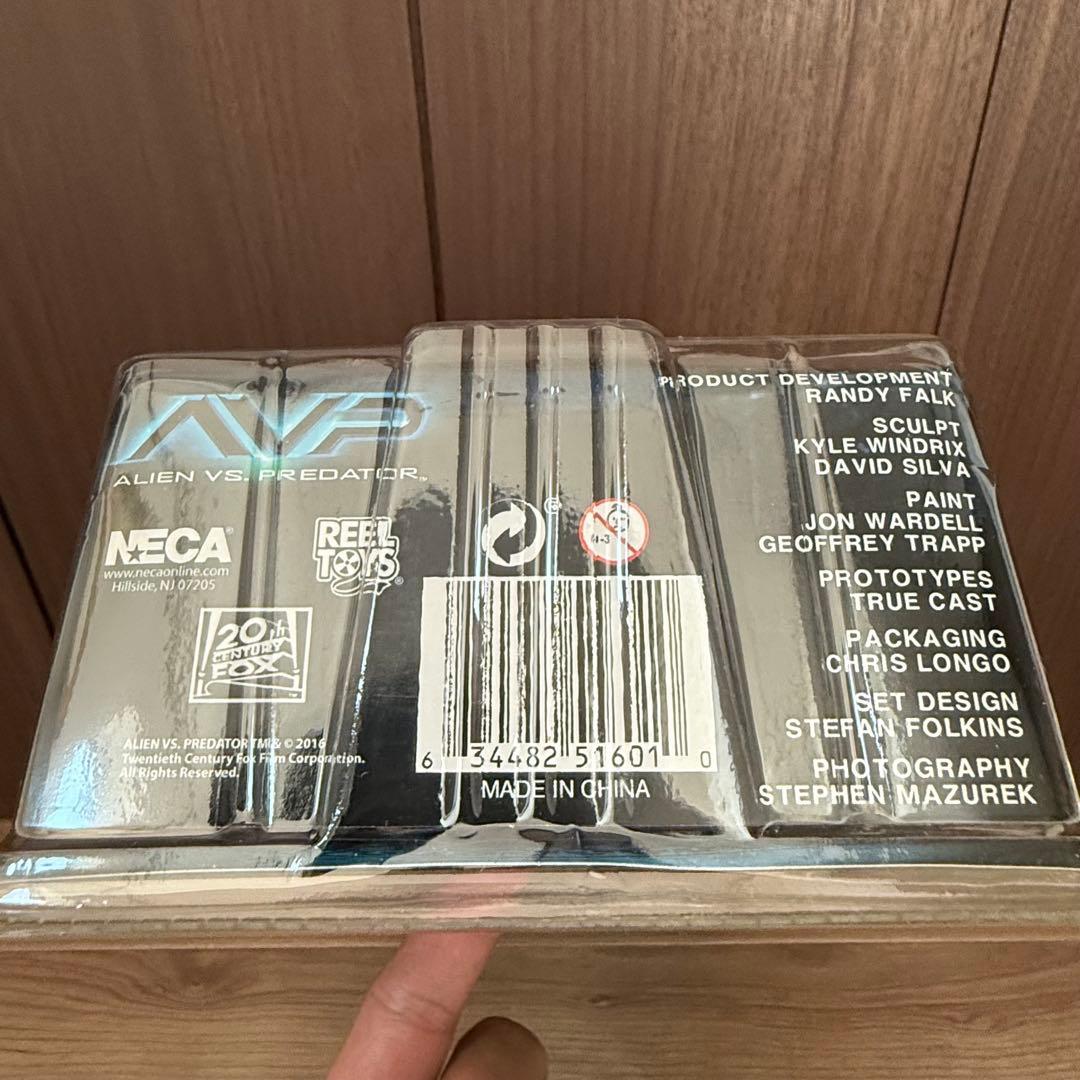 AVP
ALIEN VS. PREDATOR™
NECA®
www.necaonline.com
Hillside, NJ 07205
REEL
TOYS®
20th
CENTURY
FOX
ALIEN VS. PREDATOR TM & © 2016
Twentieth Century Fox Film Corporation.
All Rights Reserved.
0-3
6 34482 51601 0
MADE IN CHINA
PRODUCT DEVELOPMENT
RANDY FALK
SCULPT
KYLE WINDRIX
DAVID SILVA
PAINT
JON WARDELL
GEOFFREY TRAPP
PROTOTYPES
TRUE CAST
PACKAGING
CHRIS LONGO
SET DESIGN
STEFAN FOLKINS
PHOTOGRAPHY
STEPHEN MAZUREK